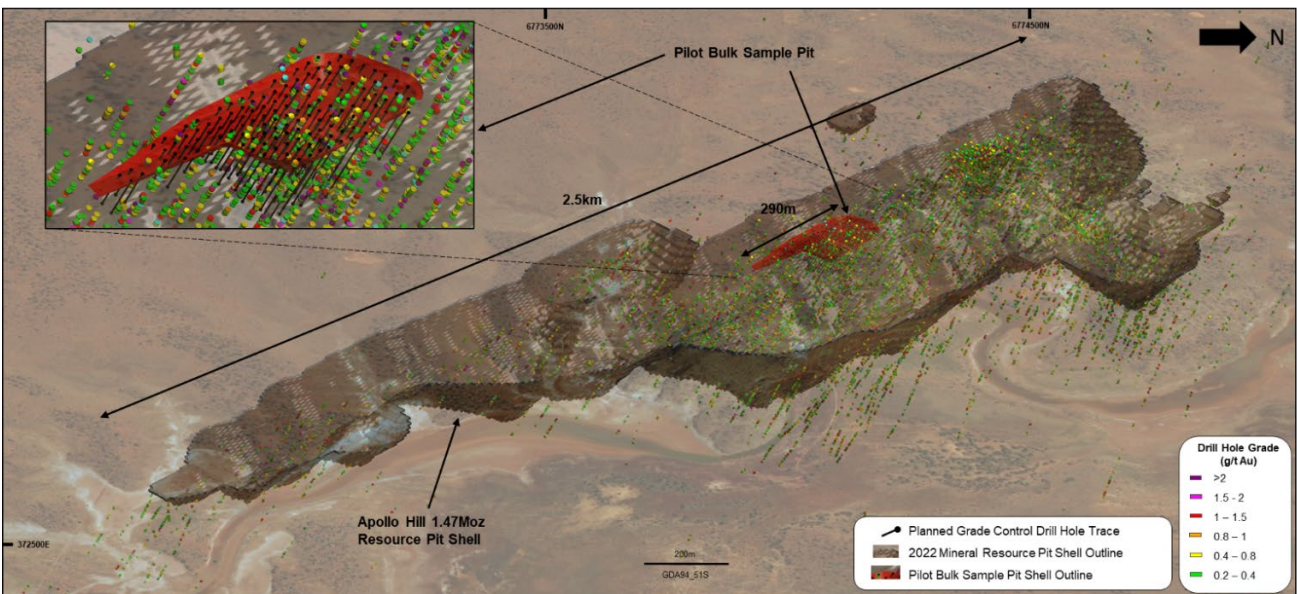 6773500N
6774500N
N
Pilot Bulk Sample Pit
2.5km
290m
Apollo Hill 1.47Moz
Resource Pit Shell
372500E
200m
GDA94_51S
Planned Grade Control Drill Hole Trace
2022 Mineral Resource Pit Shell Outline
Pilot Bulk Sample Pit Shell Outline
Drill Hole Grade
(g/t Au)
>2
1.5 - 2
1 – 1.5
0.8 – 1
0.4 – 0.8
0.2 – 0.4